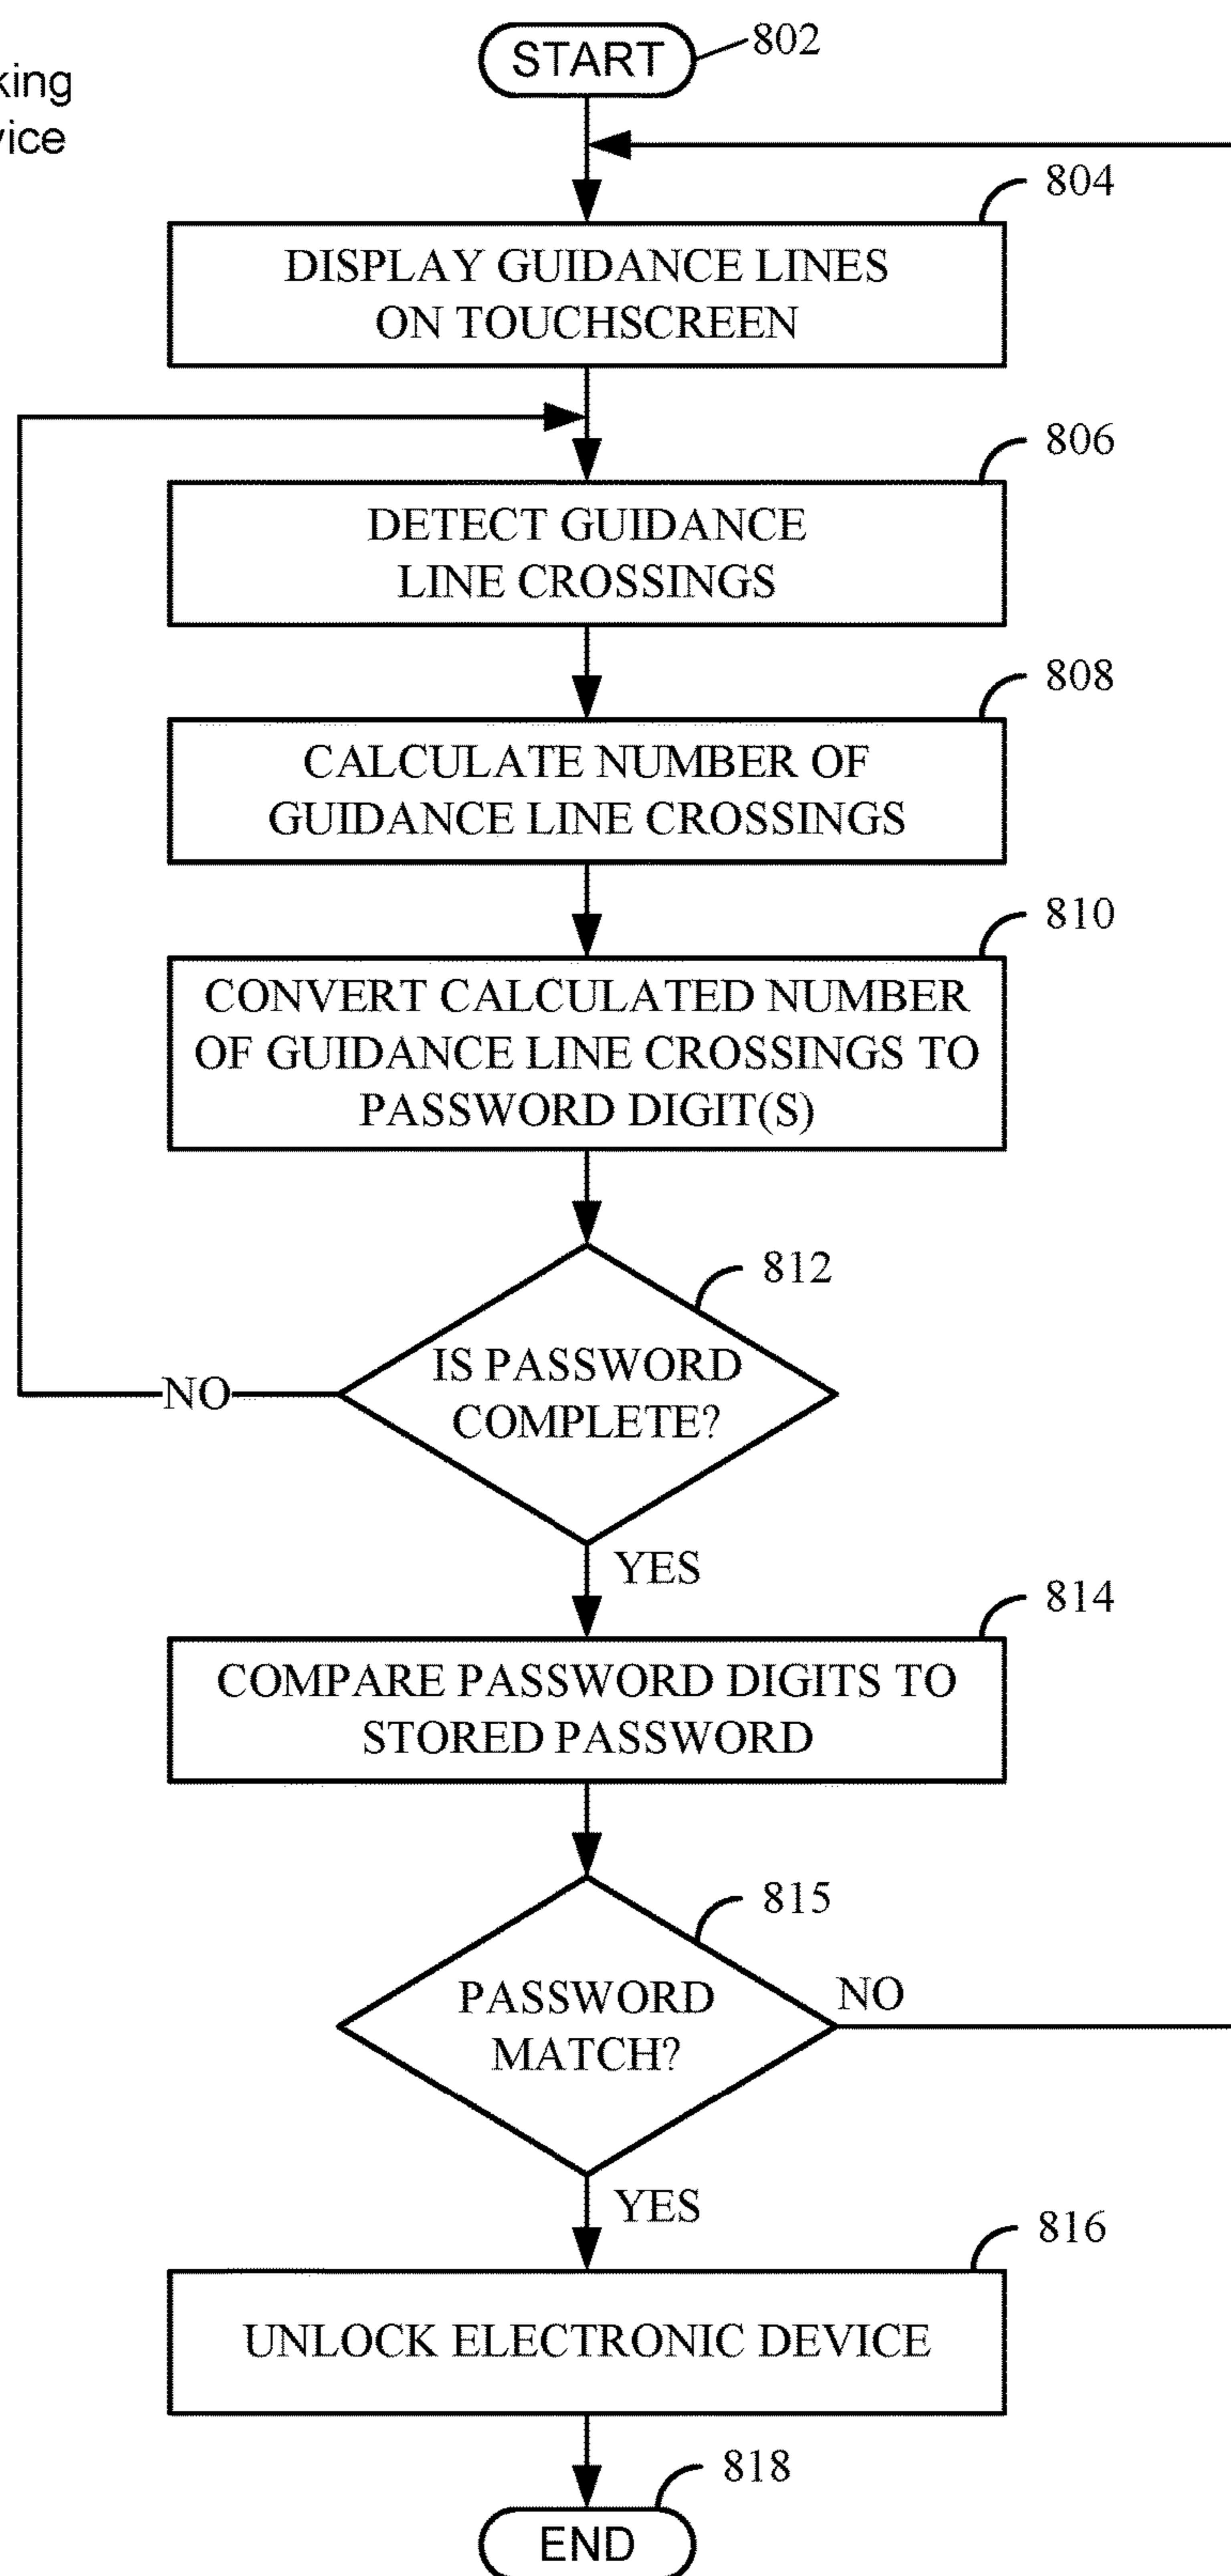 START
802
king
vice
804
DISPLAY GUIDANCE LINES
ON TOUCHSCREEN
806
DETECT GUIDANCE
LINE CROSSINGS
808
CALCULATE NUMBER OF
GUIDANCE LINE CROSSINGS
810
CONVERT CALCULATED NUMBER
OF GUIDANCE LINE CROSSINGS TO
PASSWORD DIGIT(S)
812
IS PASSWORD
COMPLETE?
NO
YES
814
COMPARE PASSWORD DIGITS TO
STORED PASSWORD
815
PASSWORD
MATCH?
NO
YES
816
UNLOCK ELECTRONIC DEVICE
818
END